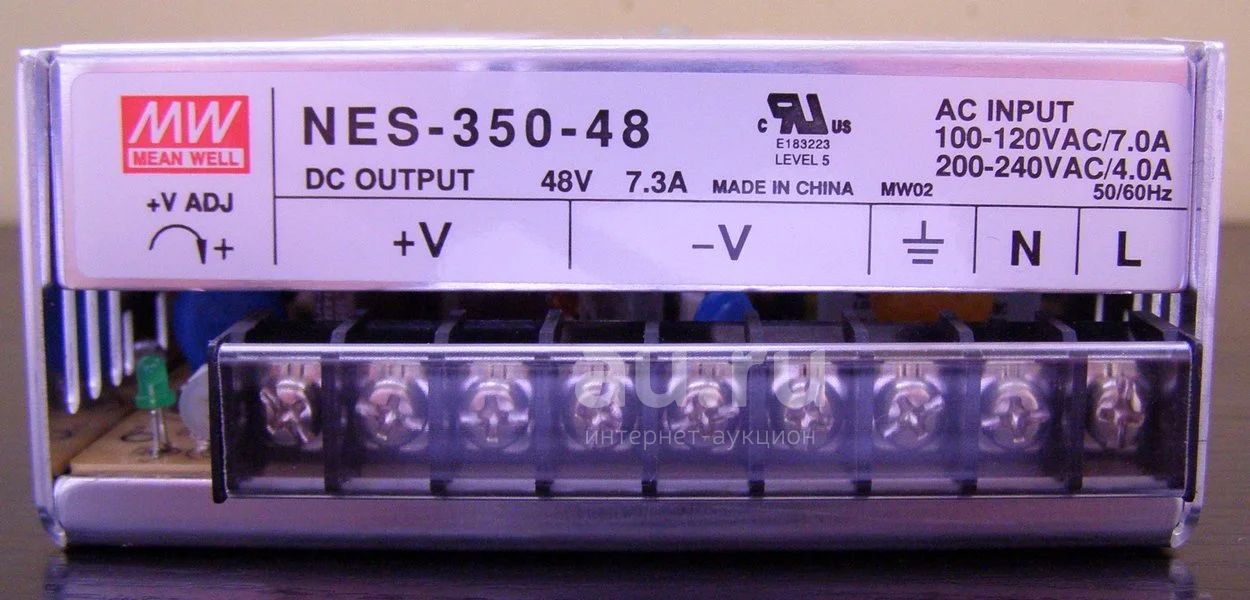 MW
MEAN WELL
+V ADJ
+
NES-350-48
DC OUTPUT 48V 7.3A MADE IN CHINA MW02
c RU US
E183223
LEVEL 5
AC INPUT
100-120VAC/7.0A
200-240VAC/4.0A
50/60Hz
+V -V N L
au.ru
интернет-аукцион